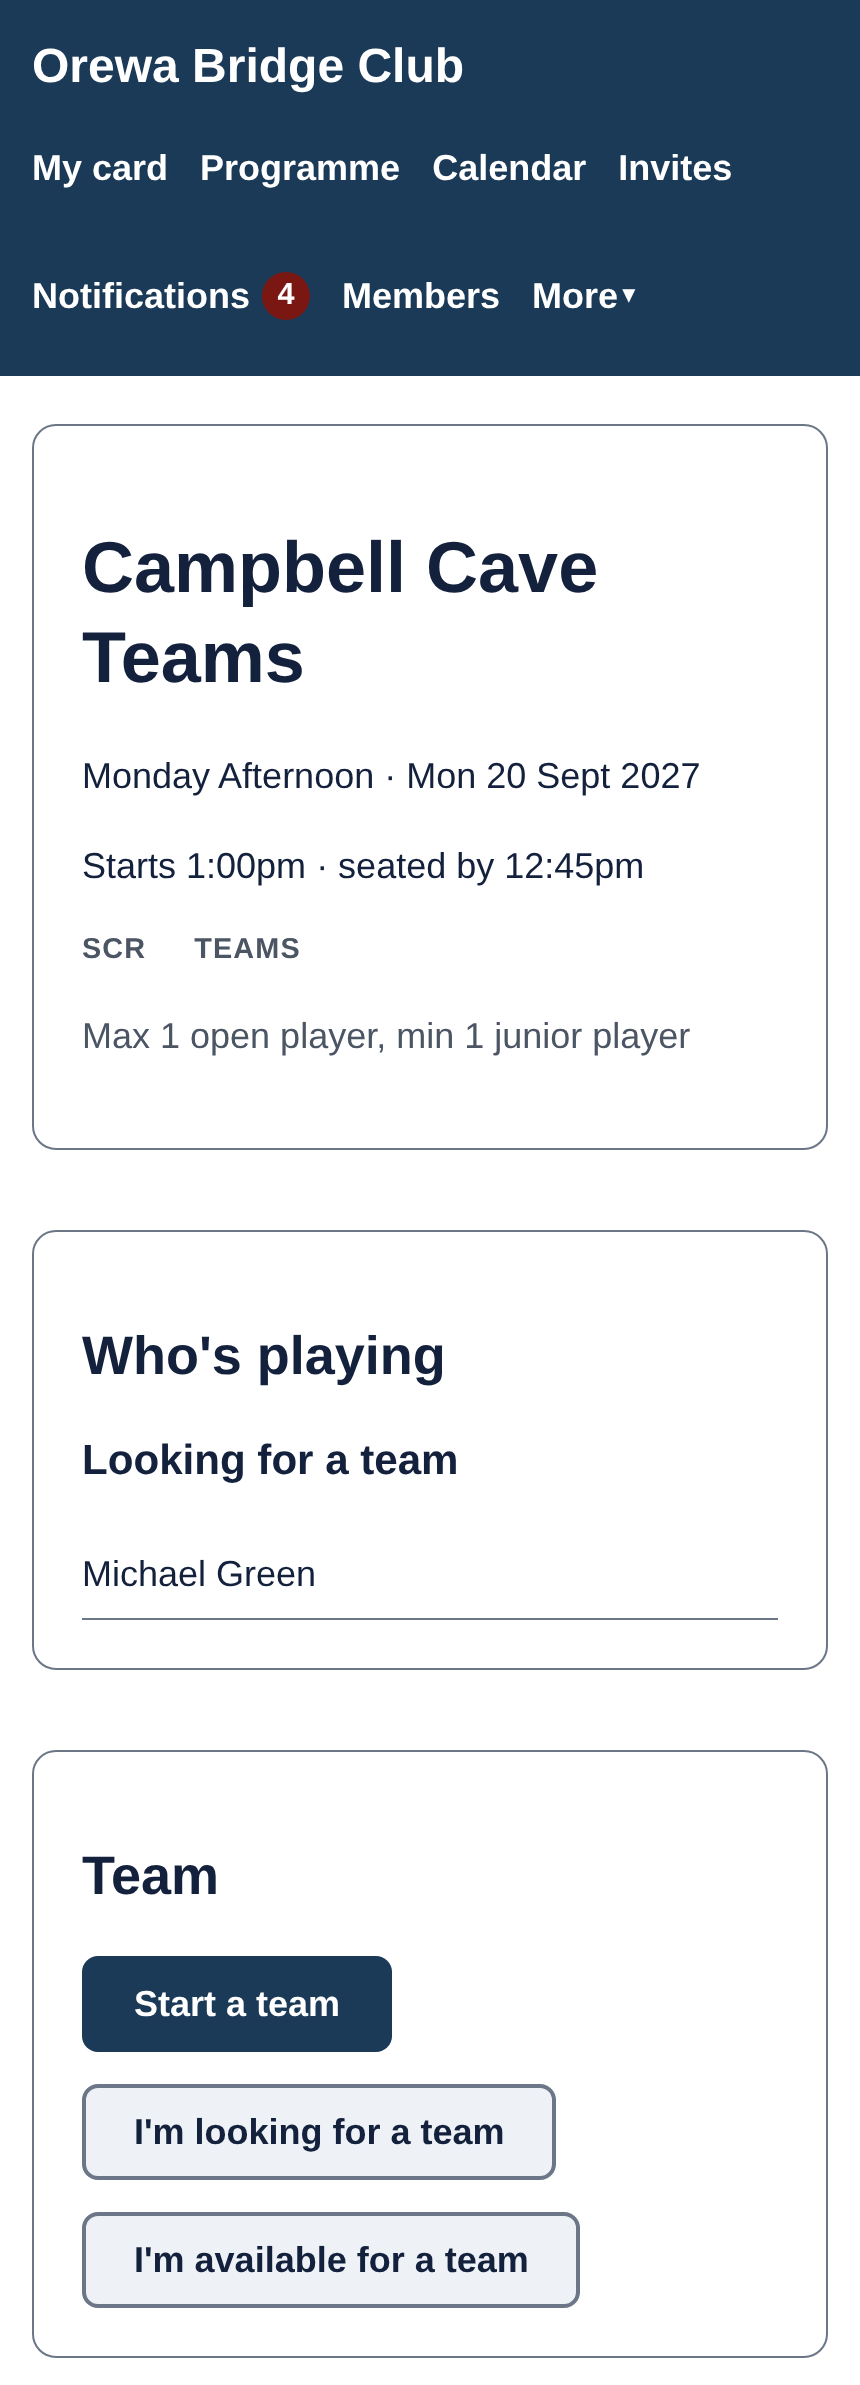 Orewa Bridge Club
My card Programme Calendar Invites
Notifications 4 Members More ▾
Campbell Cave
Teams
Monday Afternoon · Mon 20 Sept 2027
Starts 1:00pm · seated by 12:45pm
SCR TEAMS
Max 1 open player, min 1 junior player
Who's playing
Looking for a team
Michael Green
Team
Start a team
I'm looking for a team
I'm available for a team